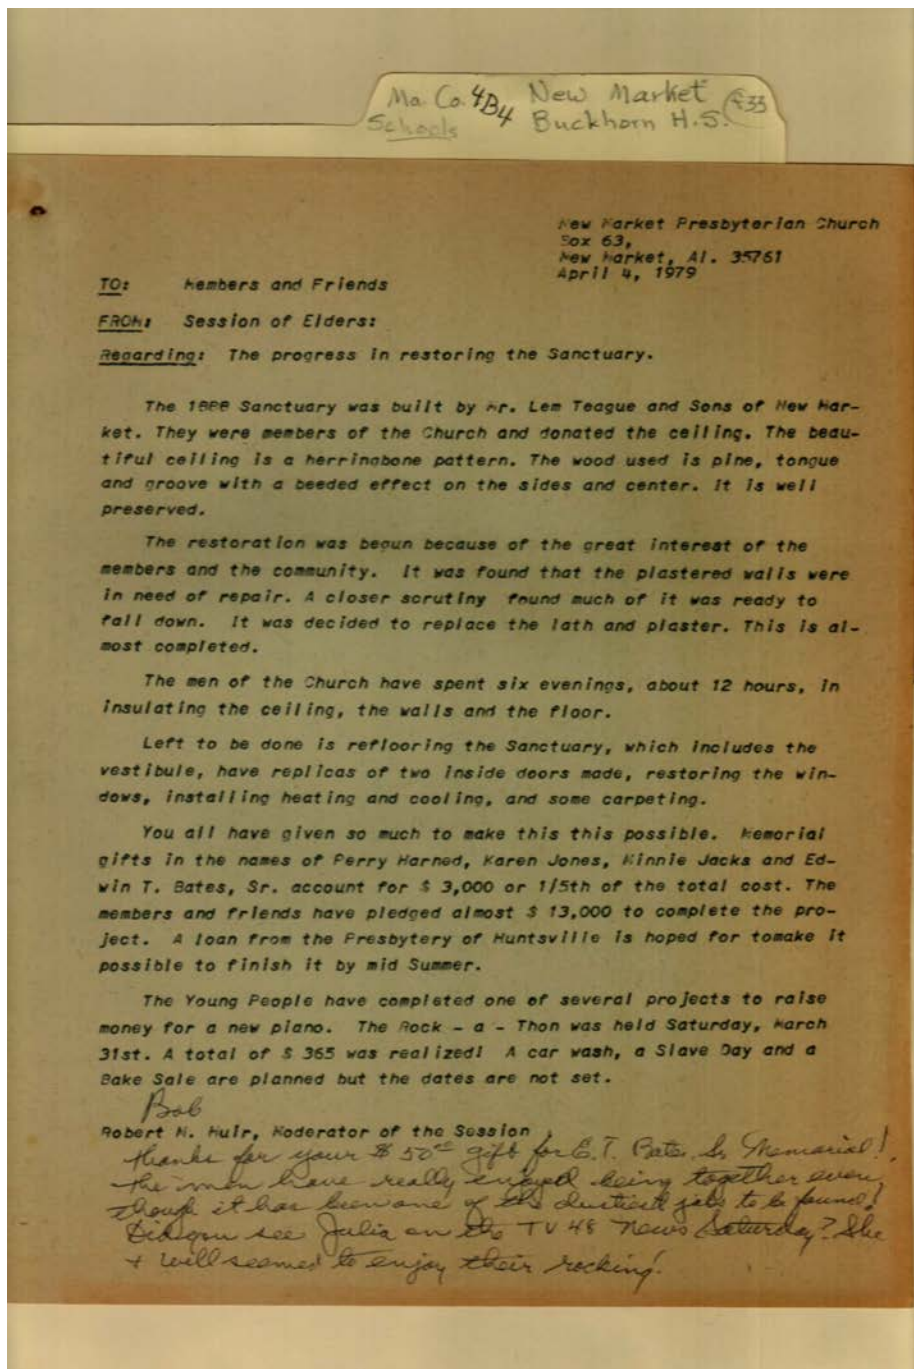 Ma. Co. 4B4 New Market 433
Schools Buckhorn H.S.
New Market Presbyterian Church
Box 63,
New Market, Al. 35761
April 4, 1979
TO: Members and Friends
FROM: Session of Elders:
Regarding: The progress in restoring the Sanctuary.
The 1888 Sanctuary was built by Mr. Lem Teague and Sons of New Mar-
ket. They were members of the Church and donated the ceiling. The beau-
tiful ceiling is a herringbone pattern. The wood used is pine, tongue
and groove with a beeded effect on the sides and center. It is well
preserved.
The restoration was begun because of the great interest of the
members and the community. It was found that the plastered walls were
in need of repair. A closer scrutiny found much of it was ready to
fall down. It was decided to replace the lath and plaster. This is al-
most completed.
The men of the Church have spent six evenings, about 12 hours, in
insulating the ceiling, the walls and the floor.
Left to be done is reflooring the Sanctuary, which includes the
vestibule, have replicas of two inside doors made, restoring the win-
dows, installing heating and cooling, and some carpeting.
You all have given so much to make this this possible. Memorial
gifts in the names of Perry Harned, Karen Jones, Minnie Jacks and Ed-
win T. Bates, Sr. account for $ 3,000 or 1/5th of the total cost. The
members and friends have pledged almost $ 13,000 to complete the pro-
ject. A loan from the Presbytery of Huntsville is hoped for tomake it
possible to finish it by mid Summer.
The Young People have completed one of several projects to raise
money for a new piano. The Rock - a - Thon was held Saturday, March
31st. A total of $ 365 was realized! A car wash, a Slave Day and a
Bake Sale are planned but the dates are not set.
Bob
Robert M. Muir, Moderator of the Session
Thanks for your $50.00 gift for E.T. Bates, Sr. Memorial!
The men have really enjoyed being together even
though it has been one of the dustiest jobs to be found!
Did you see Julia on the TV 48 News Saturday? She
+ Will seemed to enjoy their rocking!